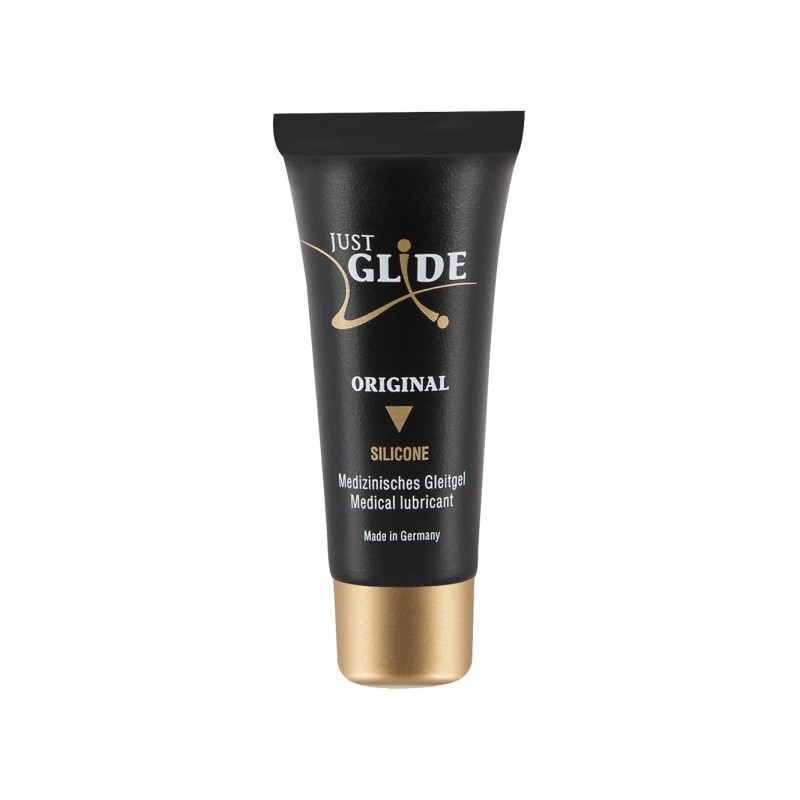 JUST
GLIDE
ORIGINAL
SILICONE
Medizinisches Gleitgel
Medical lubricant
Made in Germany